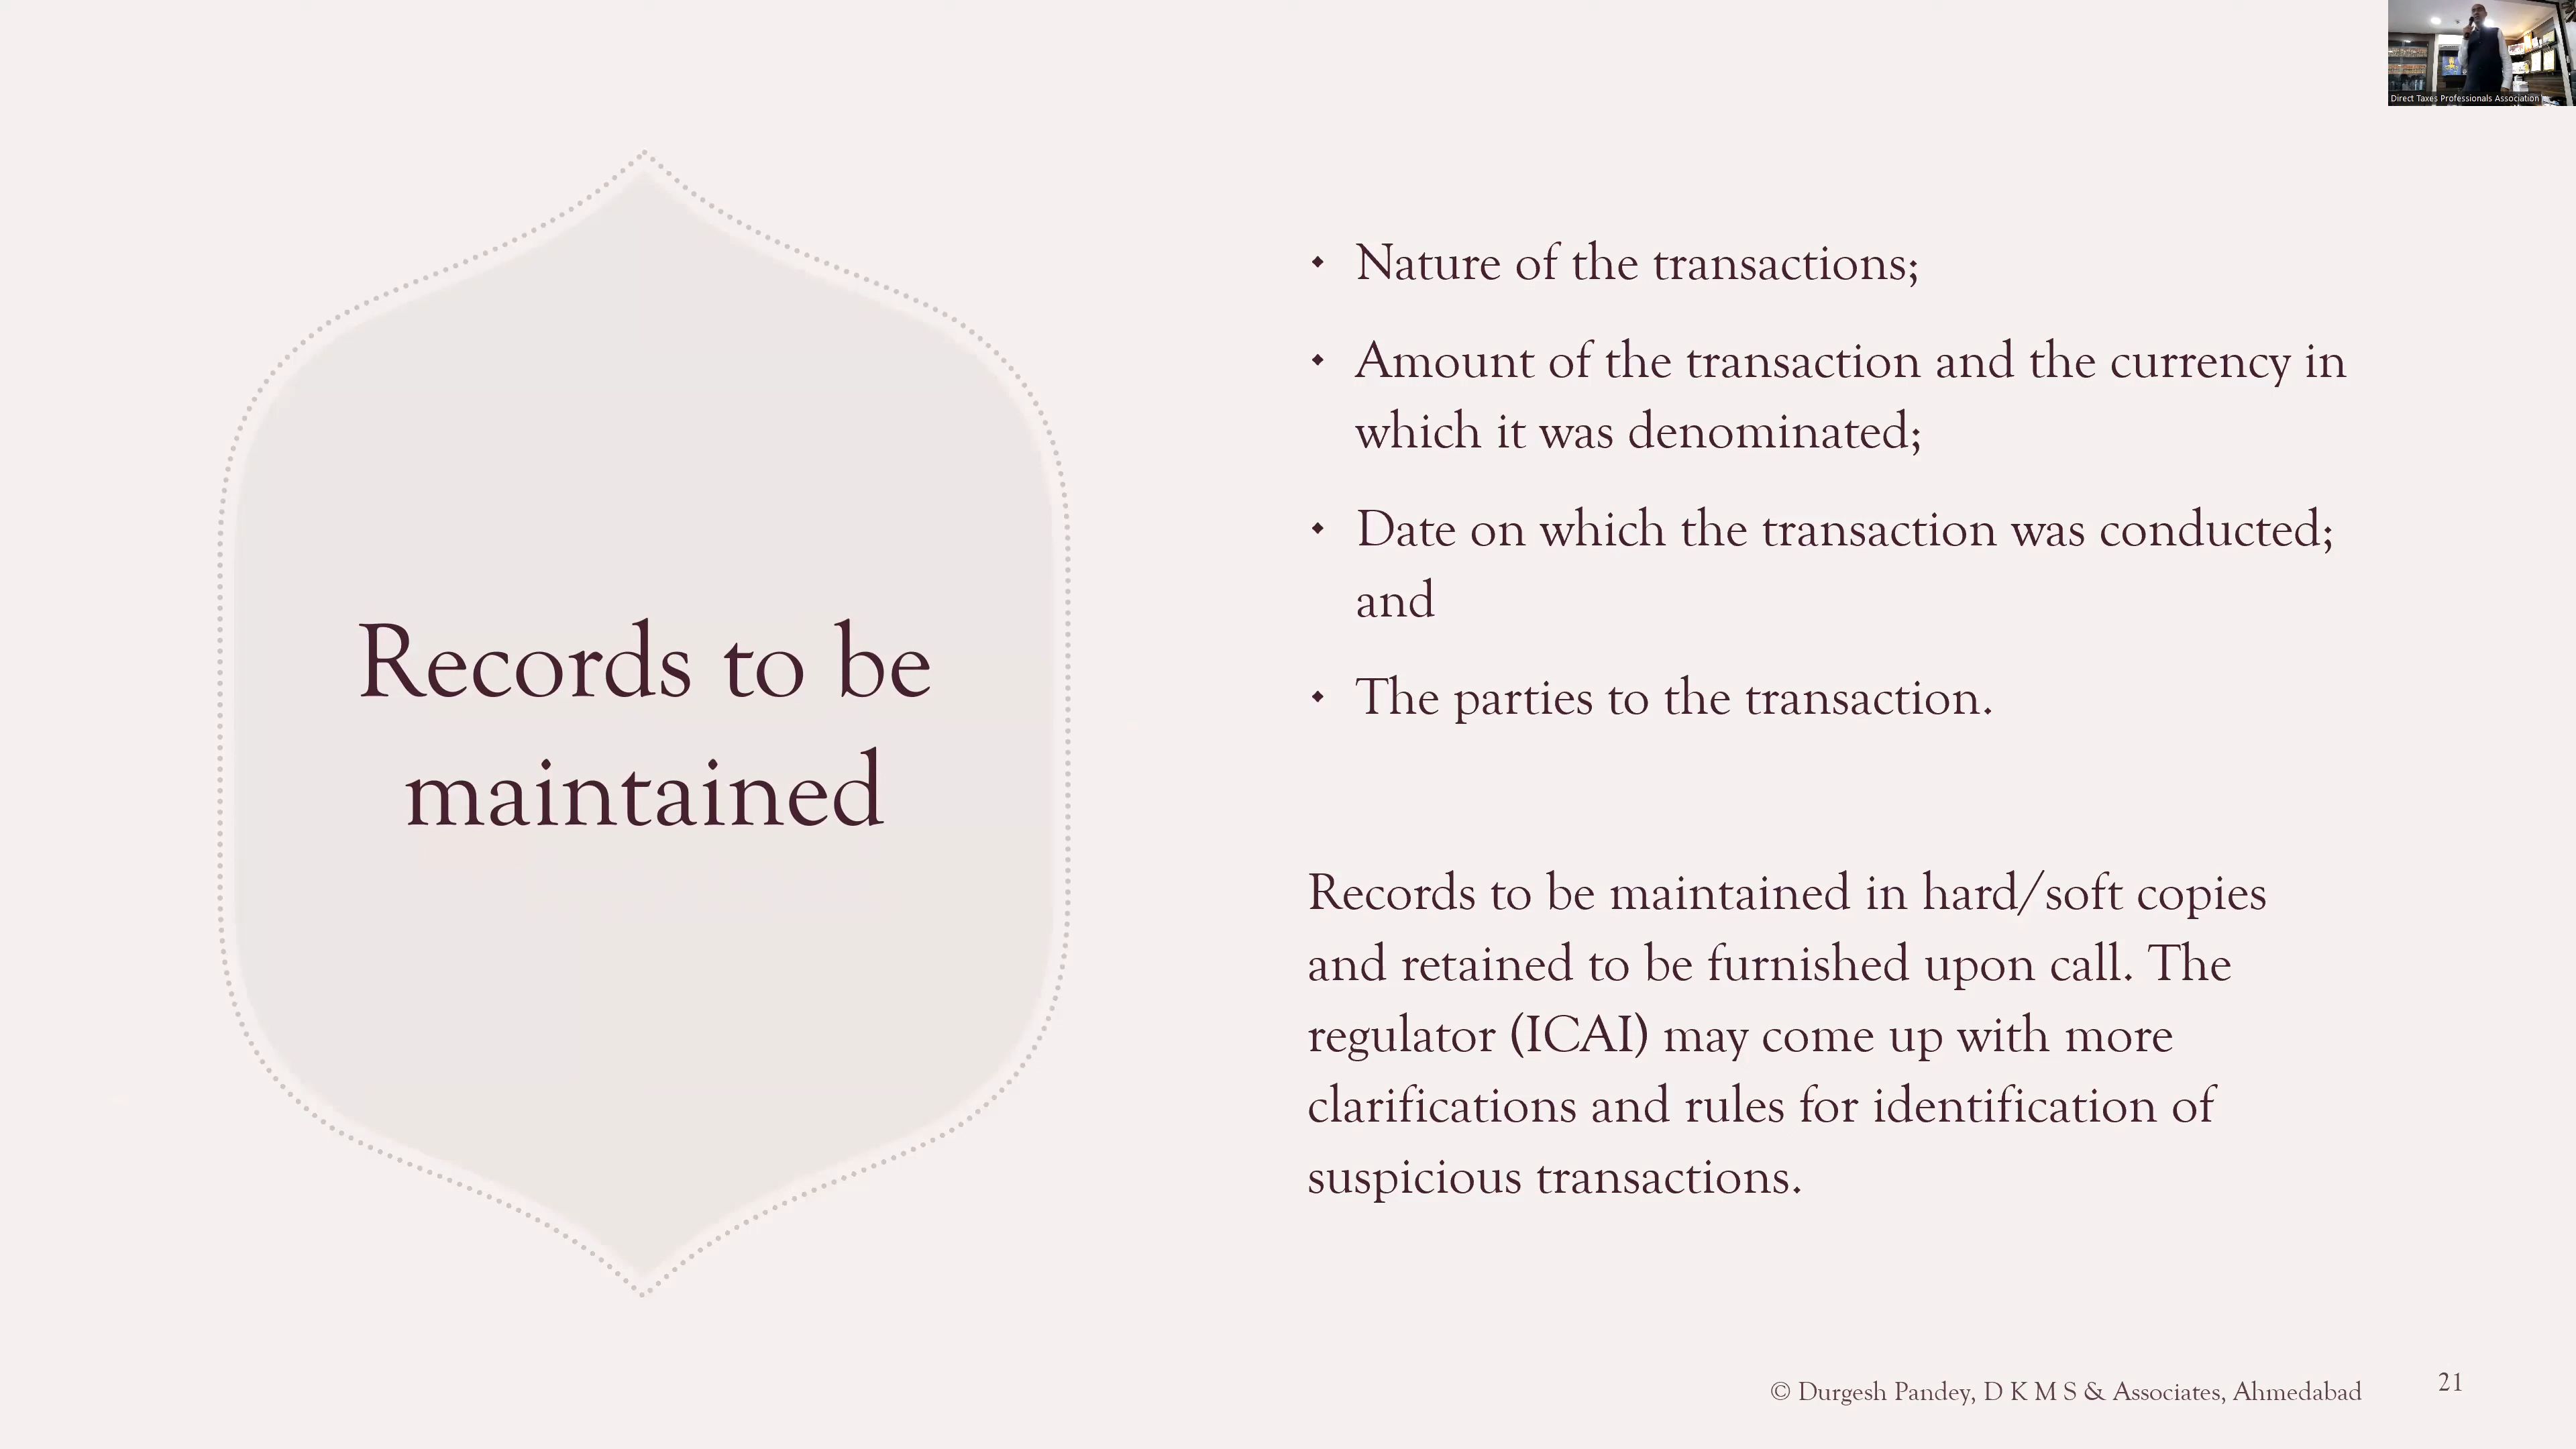 Direct Taxes Professionals Association
Records to be
maintained
Nature of the transactions;
Amount of the transaction and the currency in
which it was denominated;
Date on which the transaction was conducted;
and
The parties to the transaction.
Records to be maintained in hard/soft copies
and retained to be furnished upon call. The
regulator (ICAI) may come up with more
clarifications and rules for identification of
suspicious transactions.
© Durgesh Pandey, D K M S & Associates, Ahmedabad
21